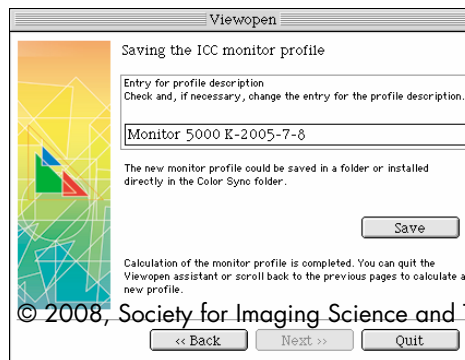 Viewopen
Saving the ICC monitor profile
Entry for profile description
Check and, if necessary, change the entry for the profile description.
Monitor 5000 K-2005-7-8
The new monitor profile could be saved in a folder or installed
directly in the Color Sync folder.
Save
Calculation of the monitor profile is completed. You can quit the
Viewopen assistant or scroll back to the previous pages to calculate a
new profile.
© 2008, Society for Imaging Science and
<< Back Next >> Quit